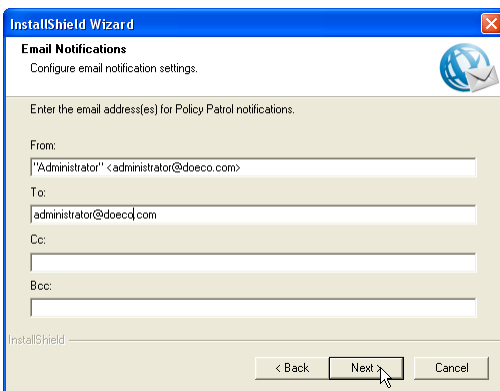 InstallShield Wizard
Email Notifications
Configure email notification settings.
Enter the email address(es) for Policy Patrol notifications.
From:
"Administrator" <administrator@doeco.com>
To:
administrator@doeco.com
Cc:
Bcc:
InstallShield
< Back Next > Cancel